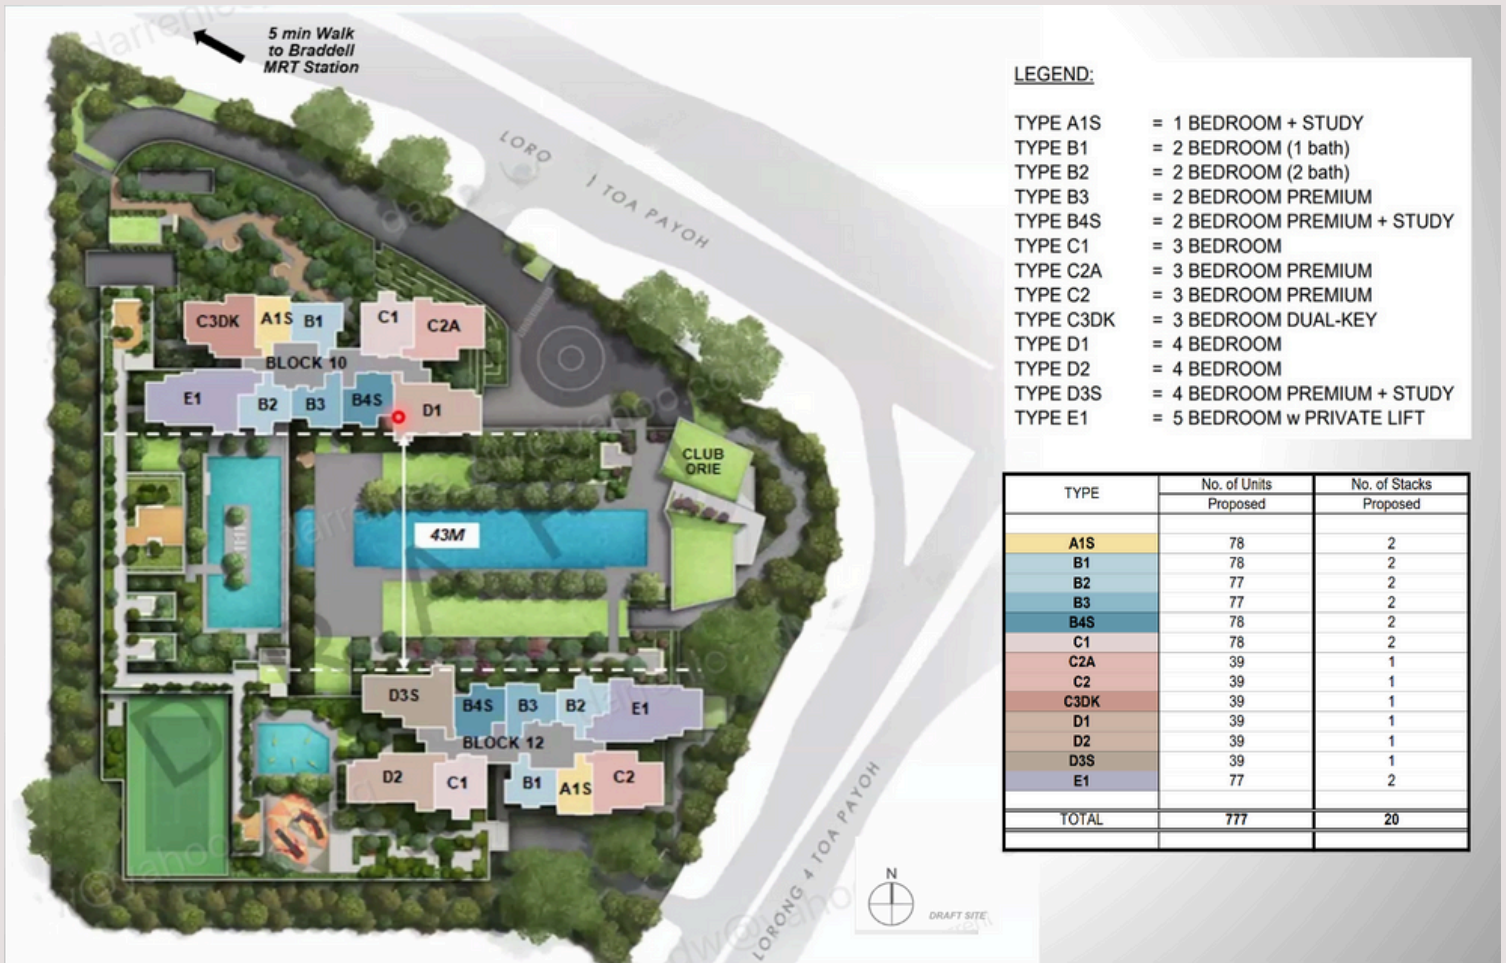 5 min Walk
to Braddell
MRT Station
LORO
1 TOA PAYOH
C3DK
A1S
B1
C1
C2A
BLOCK 10
E1
B2
B3
B4S
D1
CLUB
ORIE
43M
DRAFT
D3S
B4S
B3
B2
E1
BLOCK 12
D2
C1
B1
A1S
C2
LORONG 4 TOA PAYOH
N
DRAFT SITE
LEGEND:
TYPE A1S = 1 BEDROOM + STUDY
TYPE B1 = 2 BEDROOM (1 bath)
TYPE B2 = 2 BEDROOM (2 bath)
TYPE B3 = 2 BEDROOM PREMIUM
TYPE B4S = 2 BEDROOM PREMIUM + STUDY
TYPE C1 = 3 BEDROOM
TYPE C2A = 3 BEDROOM PREMIUM
TYPE C2 = 3 BEDROOM PREMIUM
TYPE C3DK = 3 BEDROOM DUAL-KEY
TYPE D1 = 4 BEDROOM
TYPE D2 = 4 BEDROOM
TYPE D3S = 4 BEDROOM PREMIUM + STUDY
TYPE E1 = 5 BEDROOM w PRIVATE LIFT
TYPE No. of Units No. of Stacks
Proposed Proposed
A1S 78 2
B1 78 2
B2 77 2
B3 77 2
B4S 78 2
C1 78 2
C2A 39 1
C2 39 1
C3DK 39 1
D1 39 1
D2 39 1
D3S 39 1
E1 77 2
TOTAL 777 20